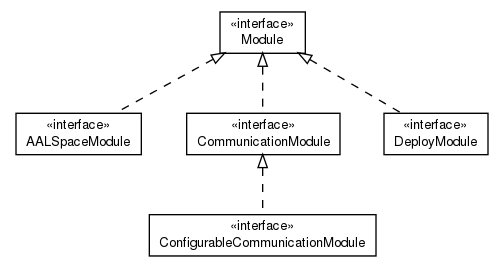 «interface»
Module
«interface»
AALSpaceModule
«interface»
CommunicationModule
«interface»
DeployModule
«interface»
ConfigurableCommunicationModule